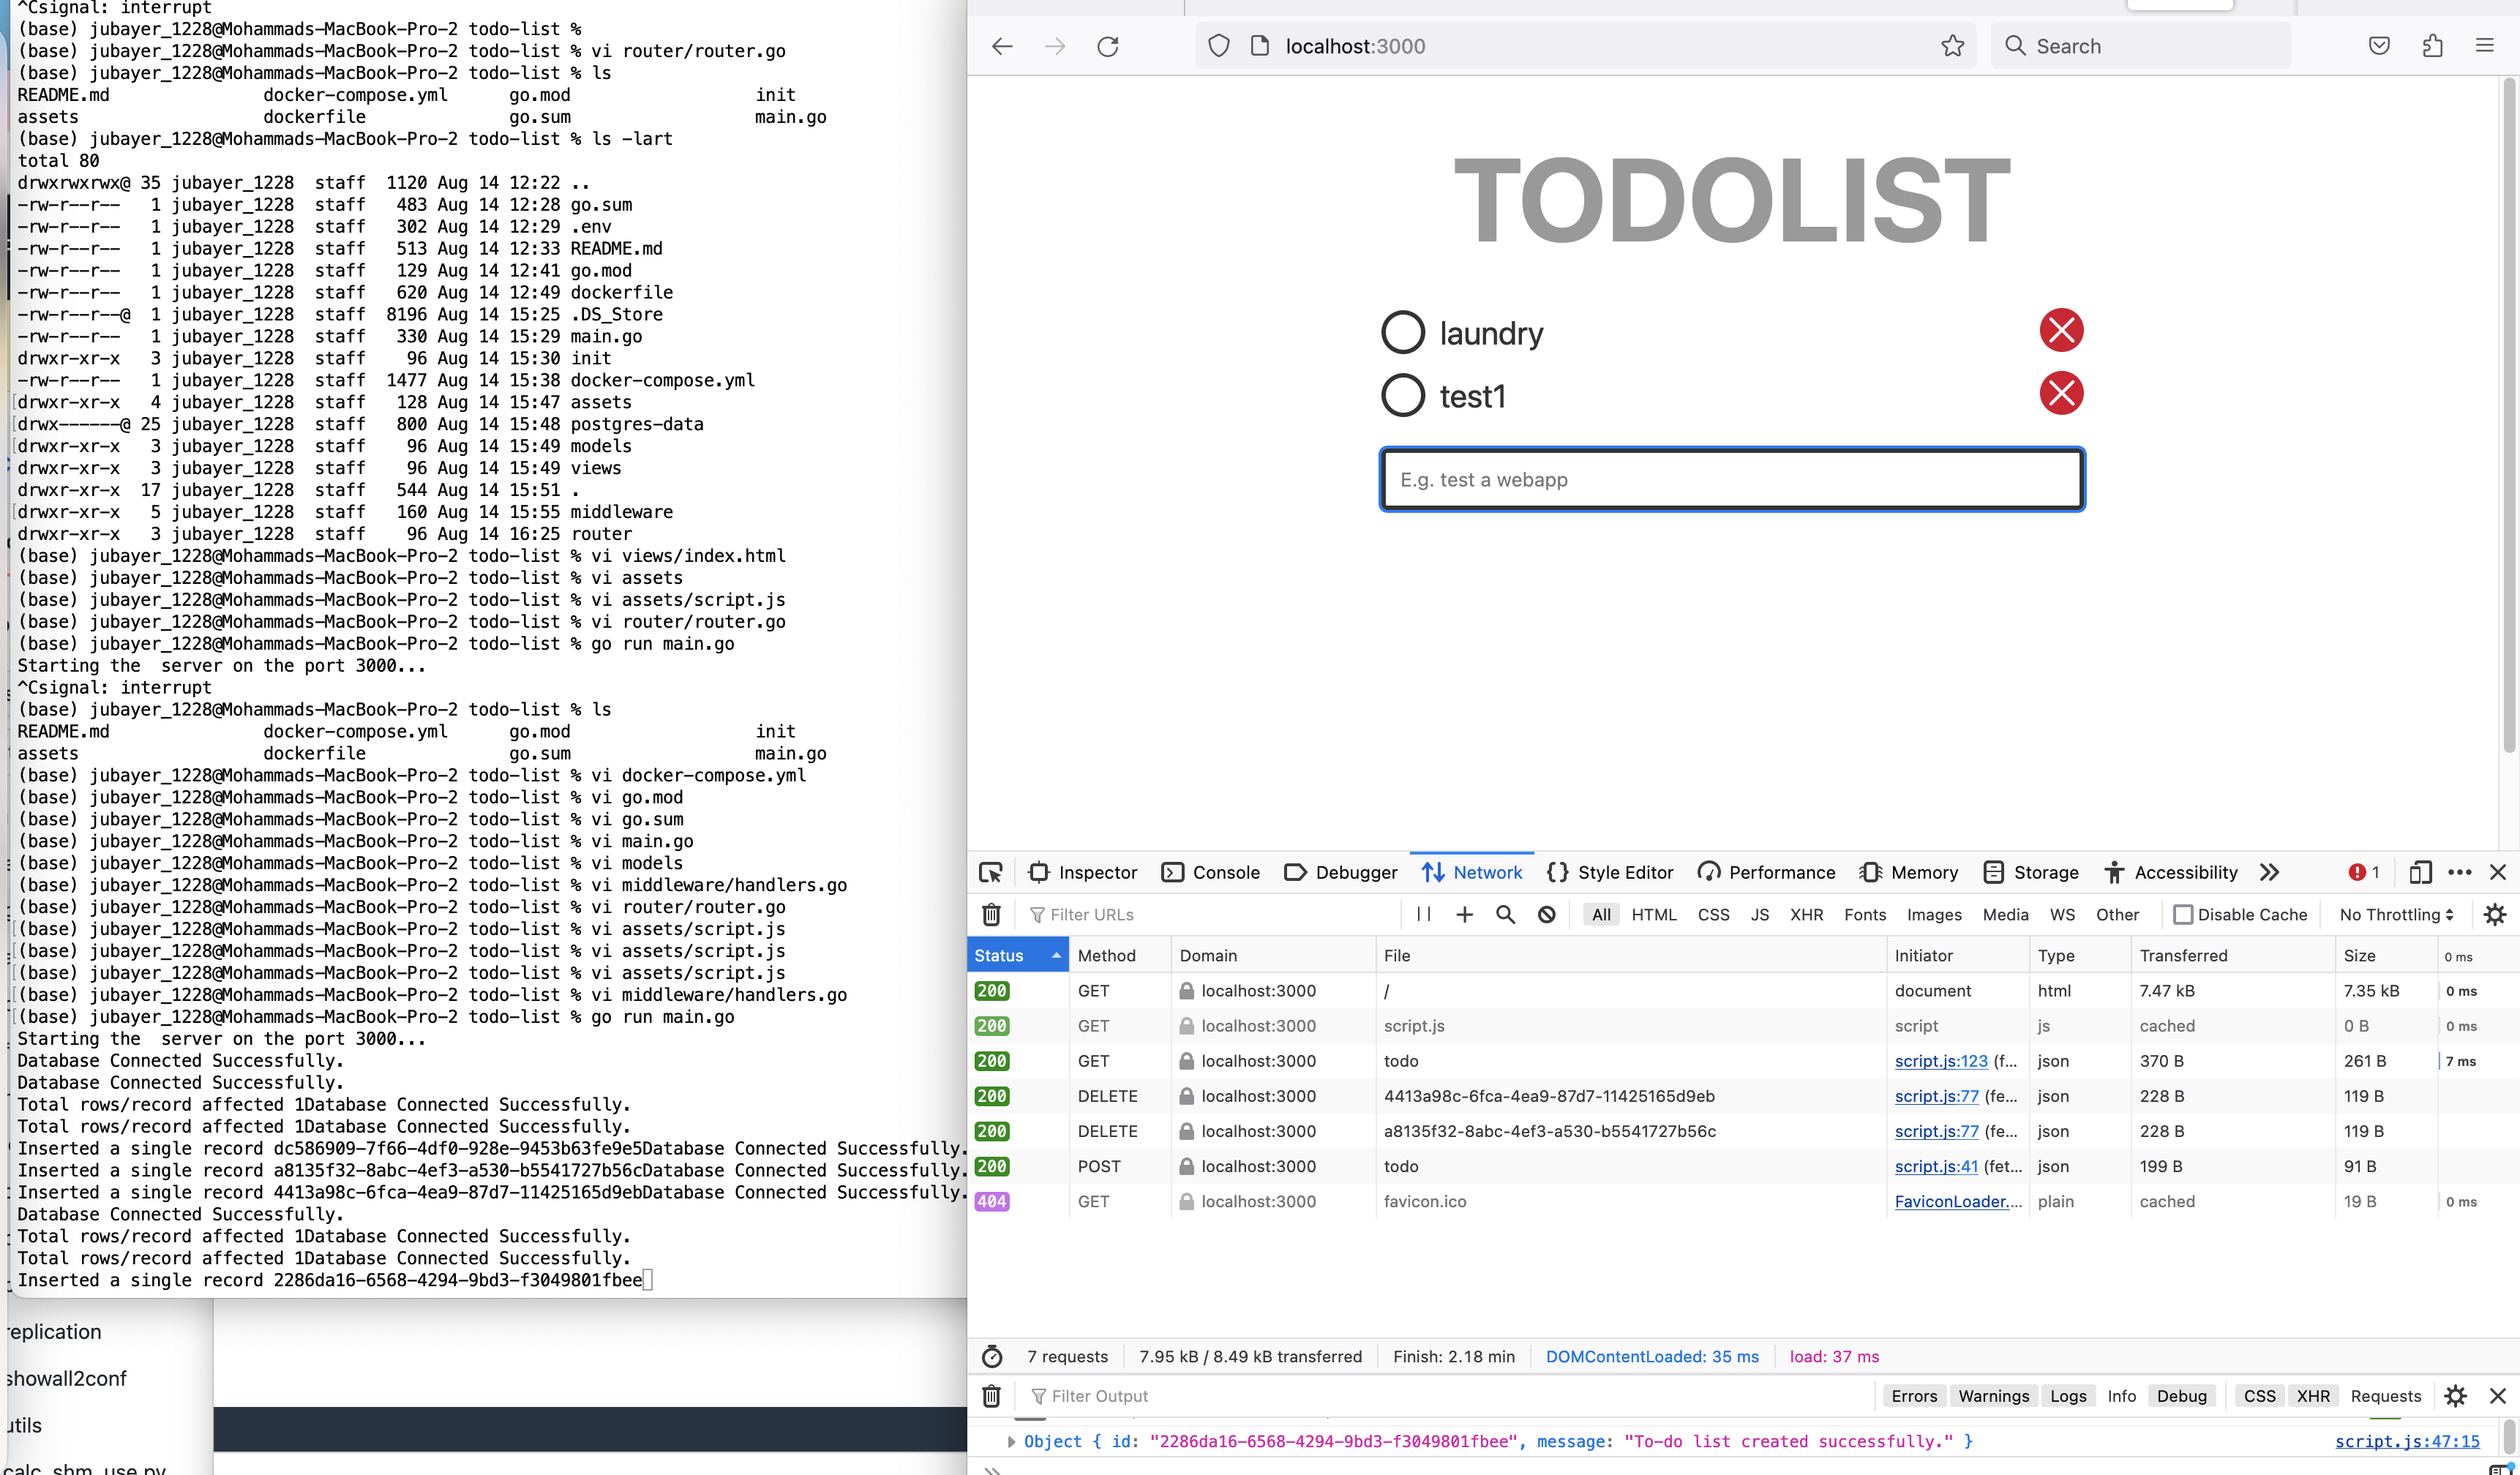 ^Csignal: interrupt
(base) jubayer_1228@Mohammads-MacBook-Pro-2 todo-list %
(base) jubayer_1228@Mohammads-MacBook-Pro-2 todo-list % vi router/router.go
(base) jubayer_1228@Mohammads-MacBook-Pro-2 todo-list % ls
README.md docker-compose.yml go.mod init
assets dockerfile go.sum main.go
(base) jubayer_1228@Mohammads-MacBook-Pro-2 todo-list % ls -lart
total 80
drwxrwxrwx@ 35 jubayer_1228 staff 1120 Aug 14 12:22 ..
-rw-r--r-- 1 jubayer_1228 staff 483 Aug 14 12:28 go.sum
-rw-r--r-- 1 jubayer_1228 staff 302 Aug 14 12:29 .env
-rw-r--r-- 1 jubayer_1228 staff 513 Aug 14 12:33 README.md
-rw-r--r-- 1 jubayer_1228 staff 129 Aug 14 12:41 go.mod
-rw-r--r-- 1 jubayer_1228 staff 620 Aug 14 12:49 dockerfile
-rw-r--r--@ 1 jubayer_1228 staff 8196 Aug 14 15:25 .DS_Store
-rw-r--r-- 1 jubayer_1228 staff 330 Aug 14 15:29 main.go
drwxr-xr-x 3 jubayer_1228 staff 96 Aug 14 15:30 init
-rw-r--r-- 1 jubayer_1228 staff 1477 Aug 14 15:38 docker-compose.yml
drwxr-xr-x 4 jubayer_1228 staff 128 Aug 14 15:47 assets
drwx------@ 25 jubayer_1228 staff 800 Aug 14 15:48 postgres-data
drwxr-xr-x 3 jubayer_1228 staff 96 Aug 14 15:49 models
drwxr-xr-x 3 jubayer_1228 staff 96 Aug 14 15:49 views
drwxr-xr-x 17 jubayer_1228 staff 544 Aug 14 15:51 .
drwxr-xr-x 5 jubayer_1228 staff 160 Aug 14 15:55 middleware
drwxr-xr-x 3 jubayer_1228 staff 96 Aug 14 16:25 router
(base) jubayer_1228@Mohammads-MacBook-Pro-2 todo-list % vi views/index.html
(base) jubayer_1228@Mohammads-MacBook-Pro-2 todo-list % vi assets
(base) jubayer_1228@Mohammads-MacBook-Pro-2 todo-list % vi assets/script.js
(base) jubayer_1228@Mohammads-MacBook-Pro-2 todo-list % vi router/router.go
(base) jubayer_1228@Mohammads-MacBook-Pro-2 todo-list % go run main.go
Starting the  server on the port 3000...
^Csignal: interrupt
(base) jubayer_1228@Mohammads-MacBook-Pro-2 todo-list % ls
README.md docker-compose.yml go.mod init
assets dockerfile go.sum main.go
(base) jubayer_1228@Mohammads-MacBook-Pro-2 todo-list % vi docker-compose.yml
(base) jubayer_1228@Mohammads-MacBook-Pro-2 todo-list % vi go.mod
(base) jubayer_1228@Mohammads-MacBook-Pro-2 todo-list % vi go.sum
(base) jubayer_1228@Mohammads-MacBook-Pro-2 todo-list % vi main.go
(base) jubayer_1228@Mohammads-MacBook-Pro-2 todo-list % vi models
(base) jubayer_1228@Mohammads-MacBook-Pro-2 todo-list % vi middleware/handlers.go
(base) jubayer_1228@Mohammads-MacBook-Pro-2 todo-list % vi router/router.go
(base) jubayer_1228@Mohammads-MacBook-Pro-2 todo-list % vi assets/script.js
(base) jubayer_1228@Mohammads-MacBook-Pro-2 todo-list % vi assets/script.js
(base) jubayer_1228@Mohammads-MacBook-Pro-2 todo-list % vi assets/script.js
(base) jubayer_1228@Mohammads-MacBook-Pro-2 todo-list % vi middleware/handlers.go
(base) jubayer_1228@Mohammads-MacBook-Pro-2 todo-list % go run main.go
Starting the  server on the port 3000...
Database Connected Successfully.
Database Connected Successfully.
Total rows/record affected 1Database Connected Successfully.
Total rows/record affected 1Database Connected Successfully.
Inserted a single record dc586909-7f66-4df0-928e-9453b63fe9e5Database Connected Successfully.
Inserted a single record a8135f32-8abc-4ef3-a530-b5541727b56cDatabase Connected Successfully.
Inserted a single record 4413a98c-6fca-4ea9-87d7-11425165d9ebDatabase Connected Successfully.
Database Connected Successfully.
Total rows/record affected 1Database Connected Successfully.
Total rows/record affected 1Database Connected Successfully.
Inserted a single record 2286da16-6568-4294-9bd3-f3049801fbee
replication
showall2conf
utils
calc_shm_use.py
localhost:3000
Search
TODOLIST
laundry
test1
E.g. test a webapp
Inspector Console Debugger Network Style Editor Performance Memory Storage Accessibility 1
Filter URLs All HTML CSS JS XHR Fonts Images Media WS Other Disable Cache No Throttling
Status Method Domain File Initiator Type Transferred Size 0 ms
200 GET localhost:3000 / document html 7.47 kB 7.35 kB 0 ms
200 GET localhost:3000 script.js script js cached 0 B 0 ms
200 GET localhost:3000 todo script.js:123 (f... json 370 B 261 B 7 ms
200 DELETE localhost:3000 4413a98c-6fca-4ea9-87d7-11425165d9eb script.js:77 (fe... json 228 B 119 B
200 DELETE localhost:3000 a8135f32-8abc-4ef3-a530-b5541727b56c script.js:77 (fe... json 228 B 119 B
200 POST localhost:3000 todo script.js:41 (fet... json 199 B 91 B
404 GET localhost:3000 favicon.ico FaviconLoader.... plain cached 19 B 0 ms
7 requests 7.95 kB / 8.49 kB transferred Finish: 2.18 min DOMContentLoaded: 35 ms load: 37 ms
Filter Output Errors Warnings Logs Info Debug CSS XHR Requests
Object { id: "2286da16-6568-4294-9bd3-f3049801fbee", message: "To-do list created successfully." } script.js:47:15